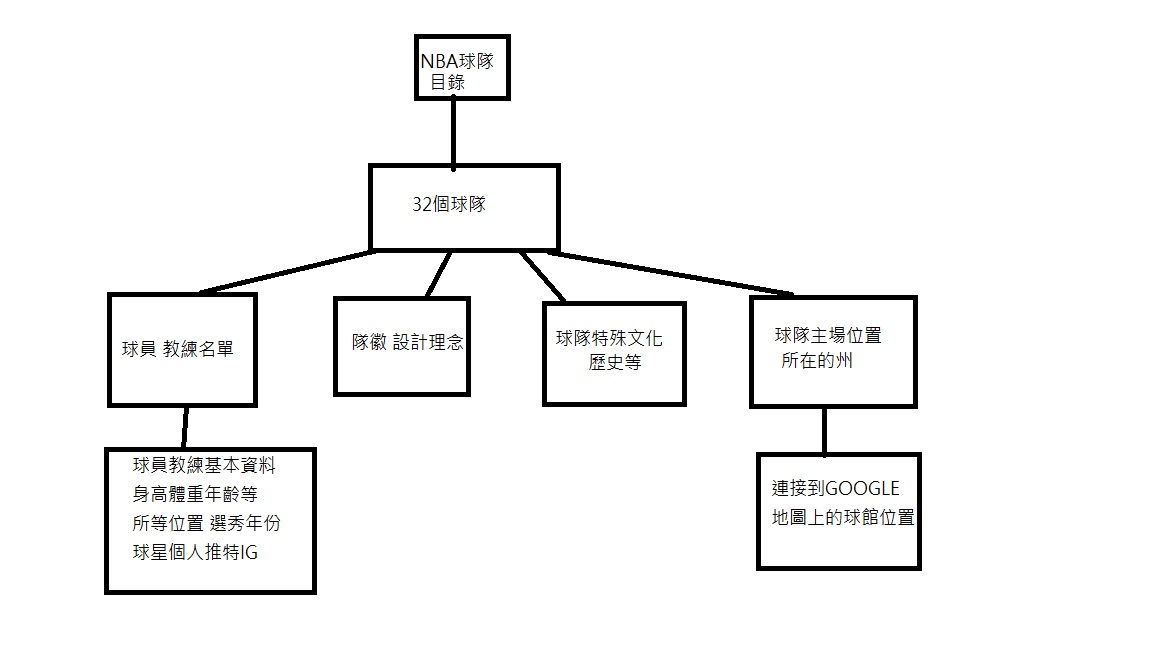 NBA球隊
目錄
32個球隊
球員 教練名單
隊徽 設計理念
球隊特殊文化
歷史等
球隊主場位置
所在的州
球員教練基本資料
身高體重年齡等
所等位置 選秀年份
球星個人推特IG
連接到GOOGLE
地圖上的球館位置